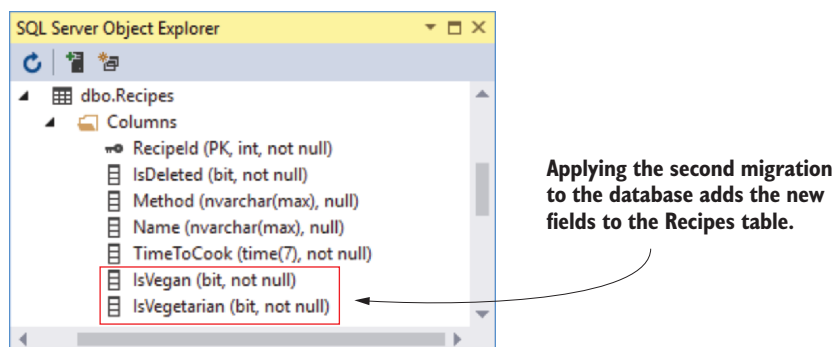 SQL Server Object Explorer
dbo.Recipes
Columns
RecipeId (PK, int, not null)
IsDeleted (bit, not null)
Method (nvarchar(max), null)
Name (nvarchar(max), null)
TimeToCook (time(7), not null)
IsVegan (bit, not null)
IsVegetarian (bit, not null)
Applying the second migration
to the database adds the new
fields to the Recipes table.